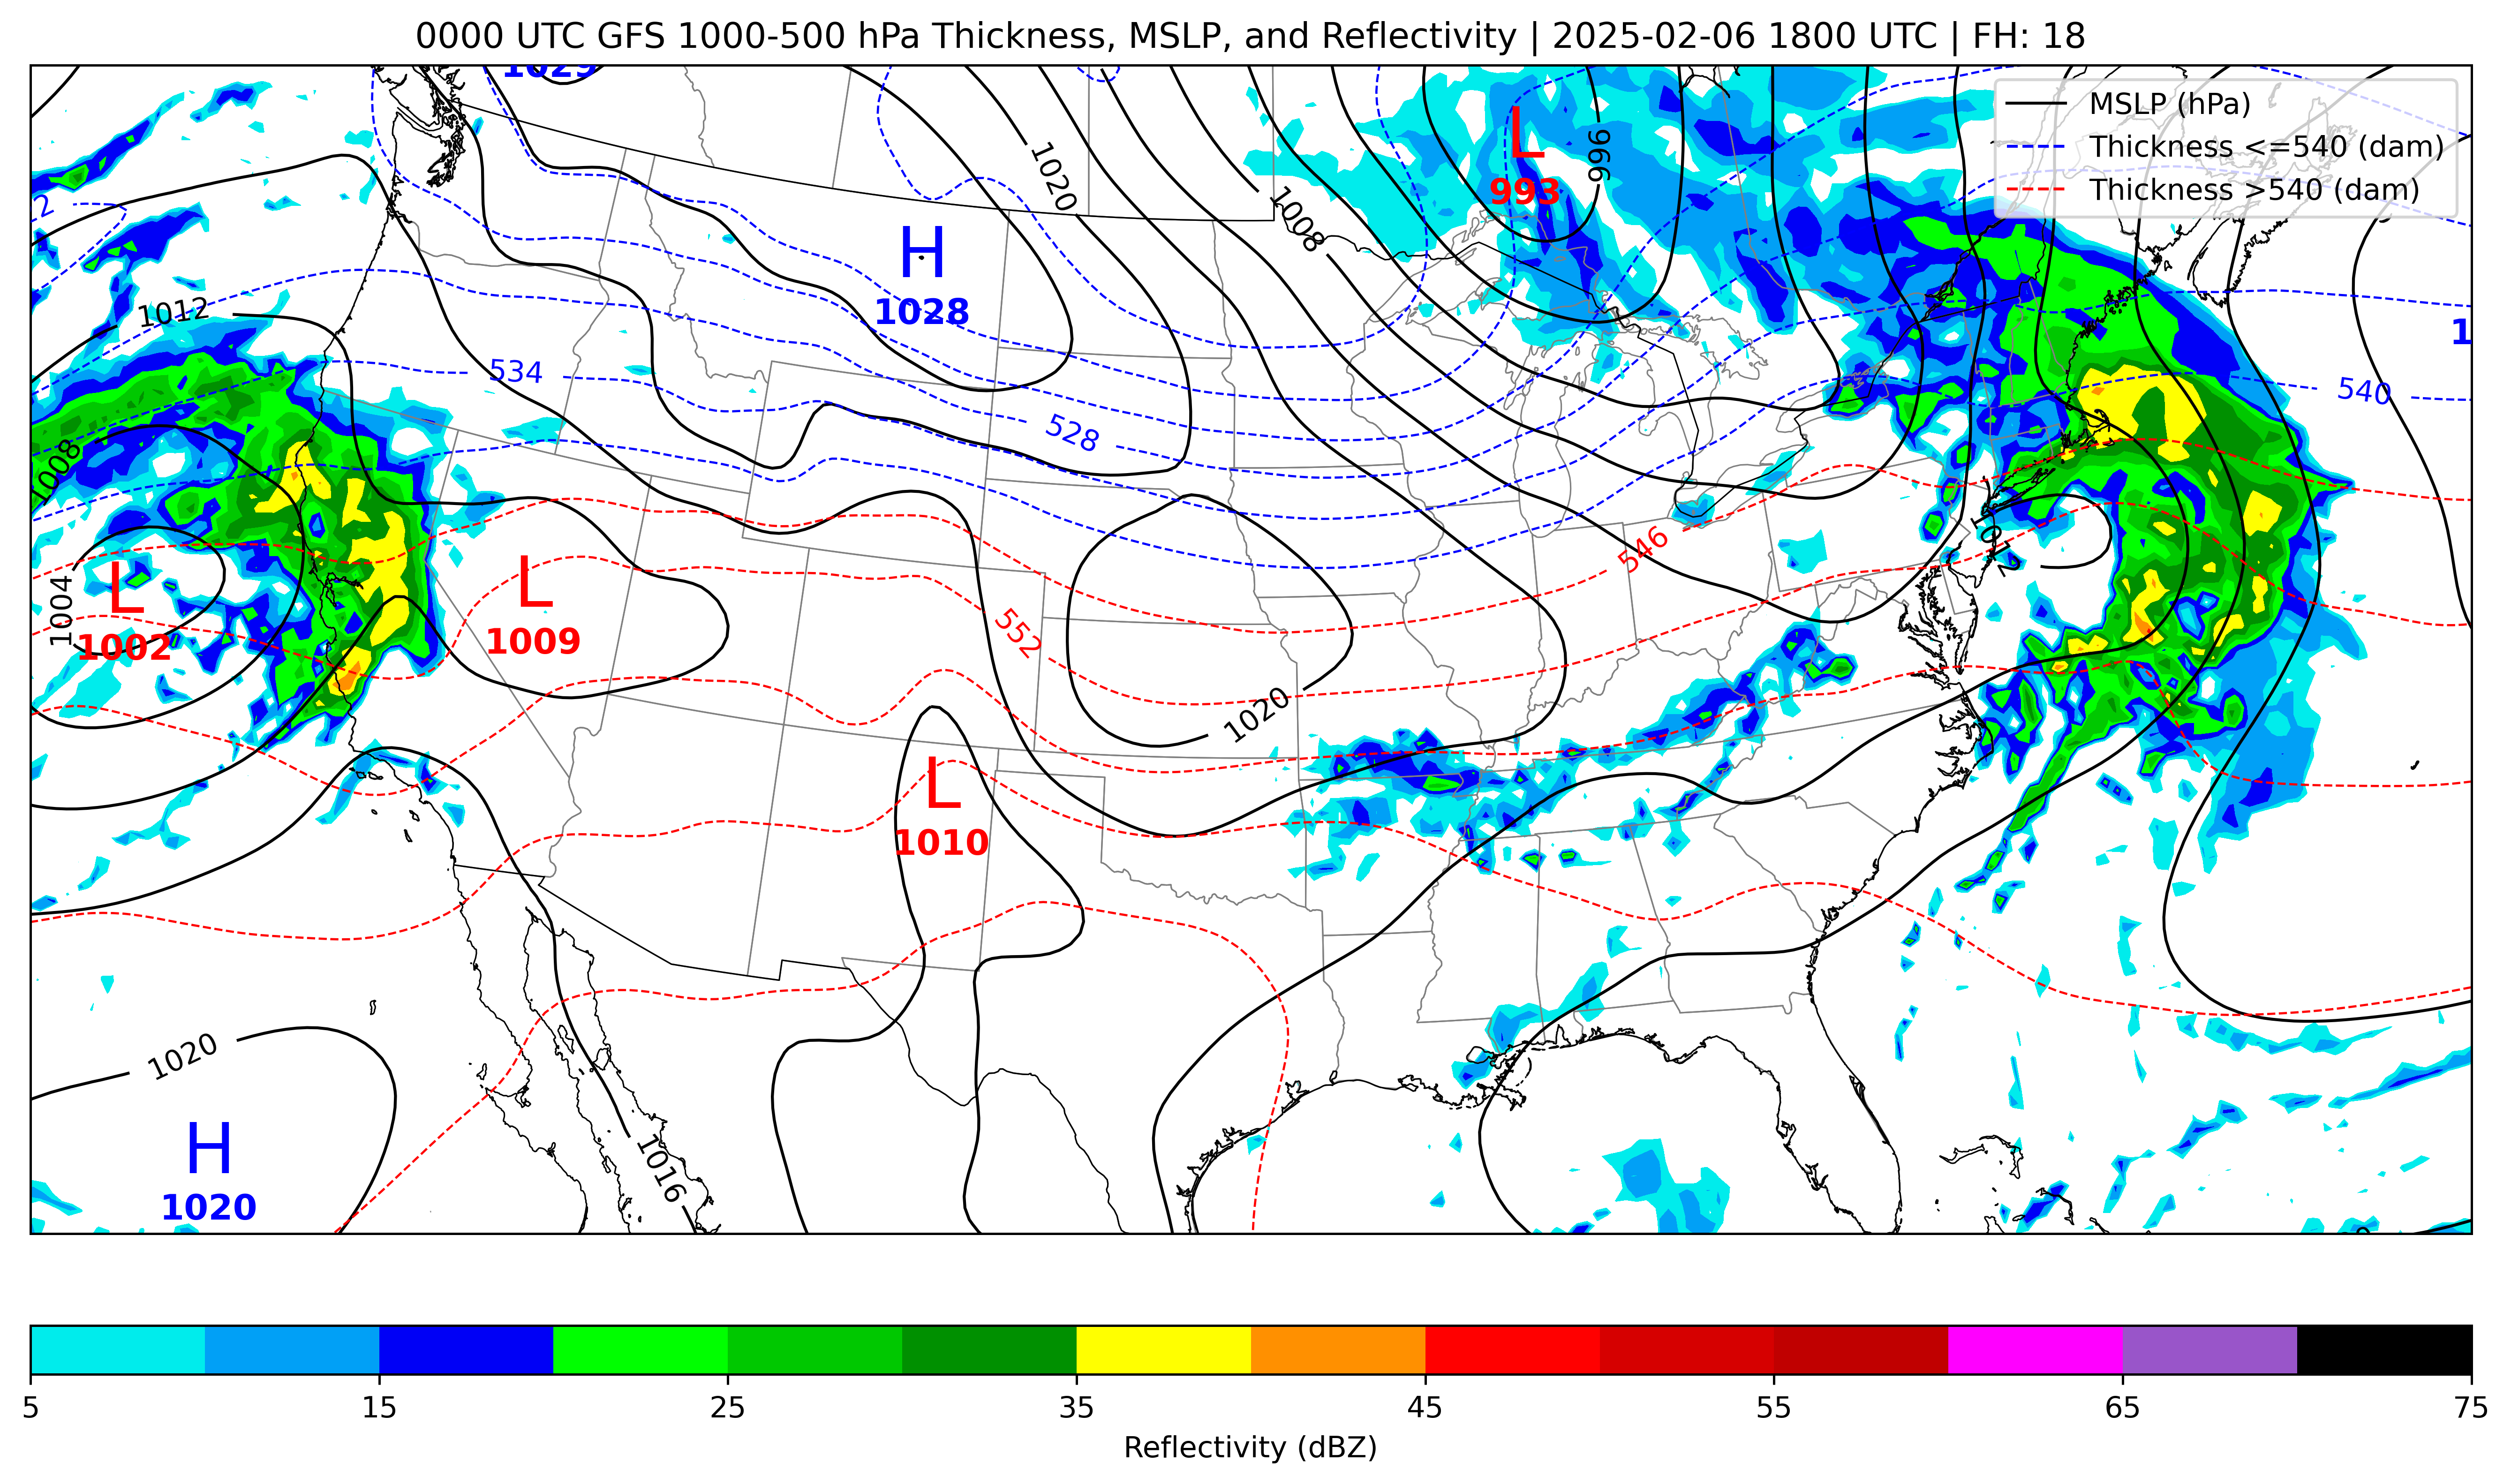 0000 UTC GFS 1000-500 hPa Thickness, MSLP, and Reflectivity | 2025-02-06 1800 UTC | FH: 18
1029
MSLP (hPa)
Thickness <=540 (dam)
Thickness >540 (dam)
L
993
996
1020
1008
2
H
1028
1012
1
534
528
540
1008
546
1012
L
1002
1004
L
1009
552
1020
L
1010
1020
H
1020
1016
5 15 25 35 45 55 65 75
Reflectivity (dBZ)